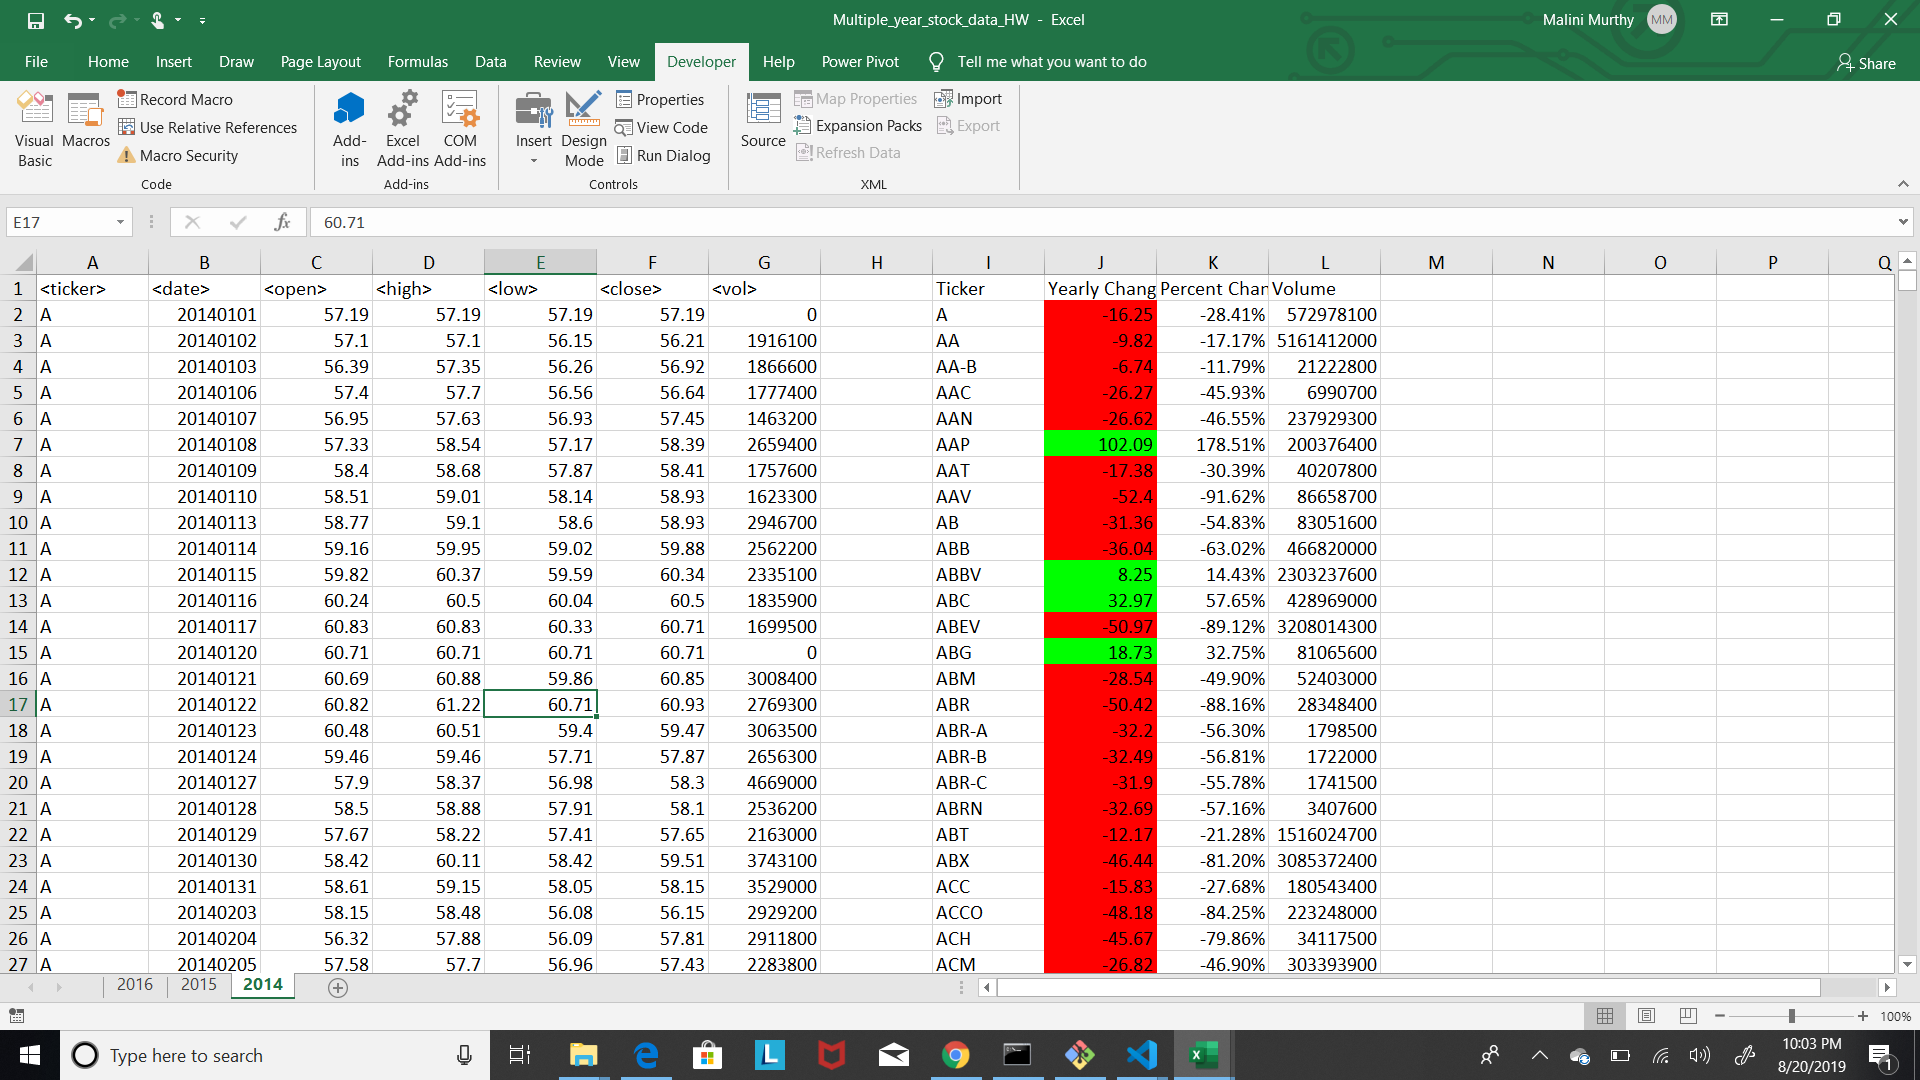 Multiple_year_stock_data_HW - Excel
Malini Murthy MM
File Home Insert Draw Page Layout Formulas Data Review View Developer Help Power Pivot Tell me what you want to do Share
Visual Basic
Macros
Record Macro
Use Relative References
Macro Security
Code
Add-ins
Excel Add-ins
COM Add-ins
Add-ins
Insert
Design Mode
Properties
View Code
Run Dialog
Controls
Source
Map Properties
Expansion Packs
Refresh Data
Import
Export
XML
E17 fx 60.71
A B C D E F G H I J K L M N O P Q
1 <ticker> <date> <open> <high> <low> <close> <vol> Ticker Yearly Chang Percent Char Volume
2 A 20140101 57.19 57.19 57.19 57.19 0 A -16.25 -28.41% 572978100
3 A 20140102 57.1 57.1 56.15 56.21 1916100 AA -9.82 -17.17% 5161412000
4 A 20140103 56.39 57.35 56.26 56.92 1866600 AA-B -6.74 -11.79% 21222800
5 A 20140106 57.4 57.7 56.56 56.64 1777400 AAC -26.27 -45.93% 6990700
6 A 20140107 56.95 57.63 56.93 57.45 1463200 AAN -26.62 -46.55% 237929300
7 A 20140108 57.33 58.54 57.17 58.39 2659400 AAP 102.09 178.51% 200376400
8 A 20140109 58.4 58.68 57.87 58.41 1757600 AAT -17.38 -30.39% 40207800
9 A 20140110 58.51 59.01 58.14 58.93 1623300 AAV -52.4 -91.62% 86658700
10 A 20140113 58.77 59.1 58.6 58.93 2946700 AB -31.36 -54.83% 83051600
11 A 20140114 59.16 59.95 59.02 59.88 2562200 ABB -36.04 -63.02% 466820000
12 A 20140115 59.82 60.37 59.59 60.34 2335100 ABBV 8.25 14.43% 2303237600
13 A 20140116 60.24 60.5 60.04 60.5 1835900 ABC 32.97 57.65% 428969000
14 A 20140117 60.83 60.83 60.33 60.71 1699500 ABEV -50.97 -89.12% 3208014300
15 A 20140120 60.71 60.71 60.71 60.71 0 ABG 18.73 32.75% 81065600
16 A 20140121 60.69 60.88 59.86 60.85 3008400 ABM -28.54 -49.90% 52403000
17 A 20140122 60.82 61.22 60.71 60.93 2769300 ABR -50.42 -88.16% 28348400
18 A 20140123 60.48 60.51 59.4 59.47 3063500 ABR-A -32.2 -56.30% 1798500
19 A 20140124 59.46 59.46 57.71 57.87 2656300 ABR-B -32.49 -56.81% 1722000
20 A 20140127 57.9 58.37 56.98 58.3 4669000 ABR-C -31.9 -55.78% 1741500
21 A 20140128 58.5 58.88 57.91 58.1 2536200 ABRN -32.69 -57.16% 3407600
22 A 20140129 57.67 58.22 57.41 57.65 2163000 ABT -12.17 -21.28% 1516024700
23 A 20140130 58.42 60.11 58.42 59.51 3743100 ABX -46.44 -81.20% 3085372400
24 A 20140131 58.61 59.15 58.05 58.15 3529000 ACC -15.83 -27.68% 180543400
25 A 20140203 58.15 58.48 56.08 56.15 2929200 ACCO -48.18 -84.25% 223248000
26 A 20140204 56.32 57.88 56.09 57.81 2911800 ACH -45.67 -79.86% 34117500
27 A 20140205 57.58 57.7 56.96 57.43 2283800 ACM -26.82 -46.90% 303393900
2016 2015 2014
100%
Type here to search
10:03 PM
8/20/2019
1